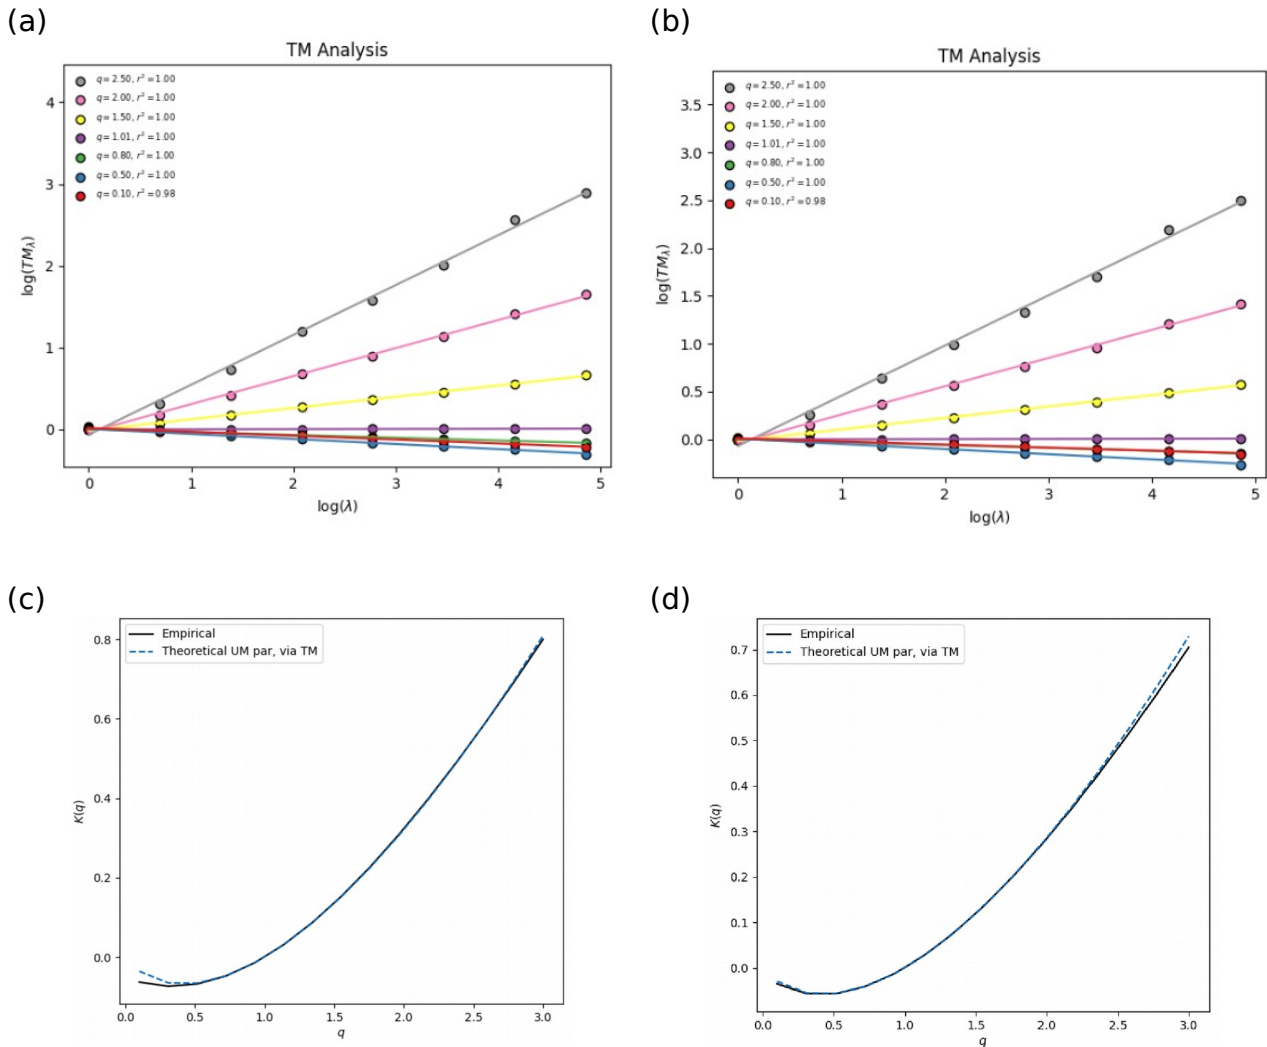 (a)
TM Analysis
q = 2.50, r² = 1.00
q = 2.00, r² = 1.00
q = 1.50, r² = 1.00
q = 1.01, r² = 1.00
q = 0.80, r² = 1.00
q = 0.50, r² = 1.00
q = 0.10, r² = 0.98
4
3
2
1
0
log(TM_λ)
0 1 2 3 4 5
log(λ)
(b)
TM Analysis
q = 2.50, r² = 1.00
q = 2.00, r² = 1.00
q = 1.50, r² = 1.00
q = 1.01, r² = 1.00
q = 0.80, r² = 1.00
q = 0.50, r² = 1.00
q = 0.10, r² = 0.98
3.5
3.0
2.5
2.0
1.5
1.0
0.5
0.0
log(TM_λ)
0 1 2 3 4 5
log(λ)
(c)
Empirical
Theoretical UM par, via TM
0.8
0.6
0.4
0.2
0.0
K(q)
0.0 0.5 1.0 1.5 2.0 2.5 3.0
q
(d)
Empirical
Theoretical UM par, via TM
0.7
0.6
0.5
0.4
0.3
0.2
0.1
0.0
K(q)
0.0 0.5 1.0 1.5 2.0 2.5 3.0
q